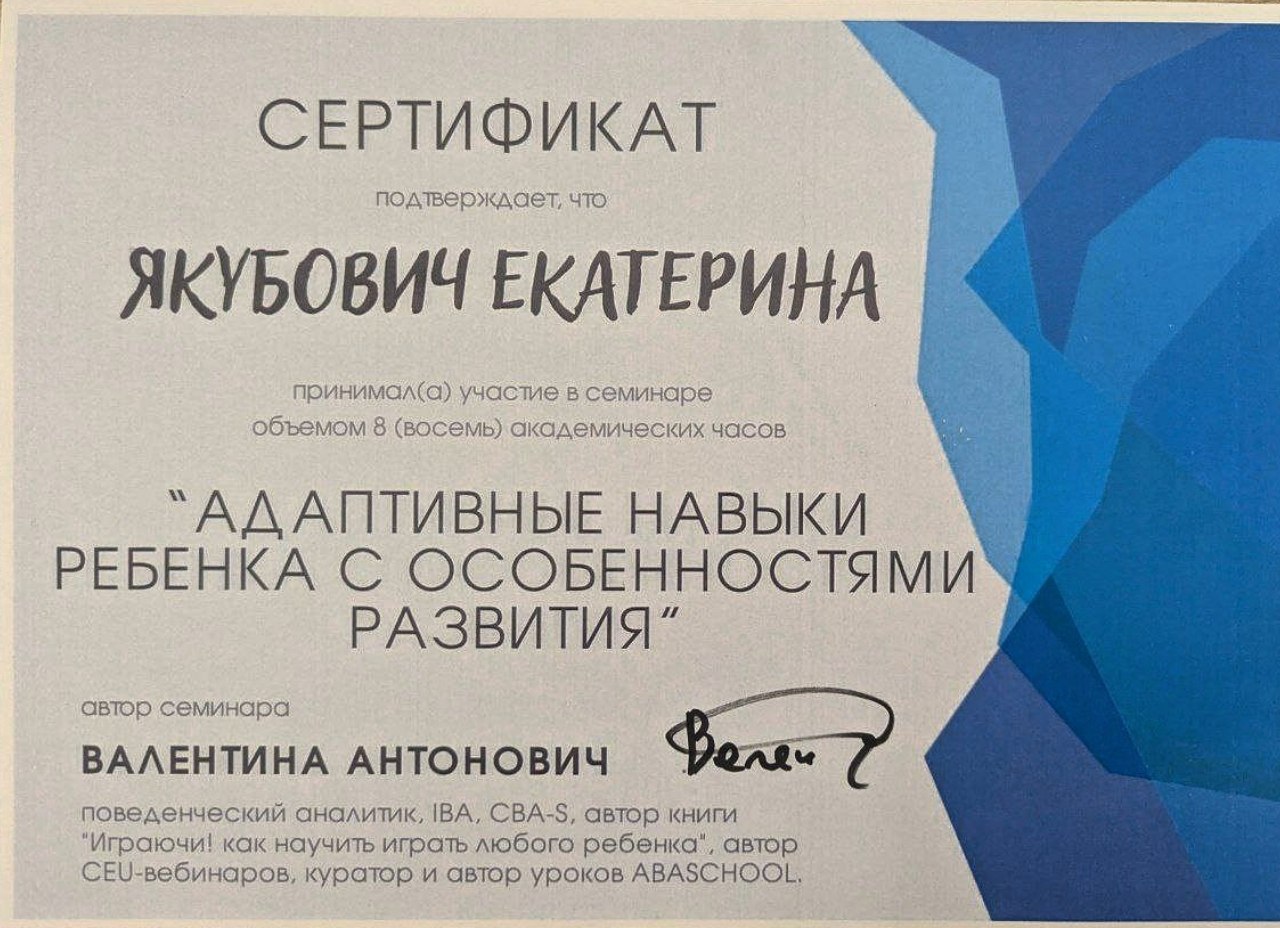 СЕРТИФИКАТ
подтверждает, что
ЯКУБОВИЧ ЕКАТЕРИНА
принимал(а) участие в семинаре
объемом 8 (восемь) академических часов
“АДАПТИВНЫЕ НАВЫКИ
РЕБЕНКА С ОСОБЕННОСТЯМИ
РАЗВИТИЯ”
автор семинара
ВАЛЕНТИНА АНТОНОВИЧ
поведенческий аналитик, IBA, CBA-S, автор книги
"Играючи! как научить играть любого ребенка", автор
CEU-вебинаров, куратор и автор уроков ABASCHOOL.